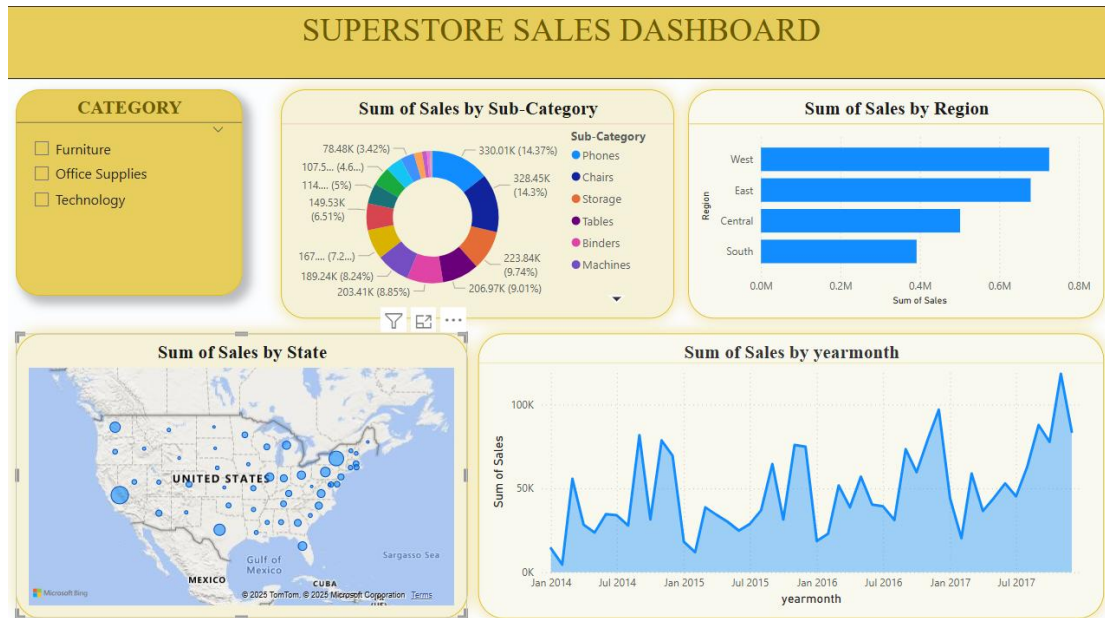 SUPERSTORE SALES DASHBOARD
CATEGORY
Furniture
Office Supplies
Technology
Sum of Sales by Sub-Category
78.48K (3.42%)
107.5... (4.6...)
114.... (5%)
149.53K
(6.51%)
167.... (7.2...)
189.24K (8.24%)
203.41K (8.85%)
330.01K (14.37%)
328.45K
(14.3%)
223.84K
(9.74%)
206.97K (9.01%)
Sub-Category
Phones
Chairs
Storage
Tables
Binders
Machines
Sum of Sales by Region
Region
West
East
Central
South
0.0M 0.2M 0.4M 0.6M 0.8M
Sum of Sales
Sum of Sales by State
UNITED STATES
Gulf of
Mexico
Sargasso Sea
MEXICO
CUBA
Microsoft Bing
© 2025 TomTom, © 2025 Microsoft Corporation Terms
Sum of Sales by yearmonth
Sum of Sales
100K
50K
0K
Jan 2014 Jul 2014 Jan 2015 Jul 2015 Jan 2016 Jul 2016 Jan 2017 Jul 2017
yearmonth